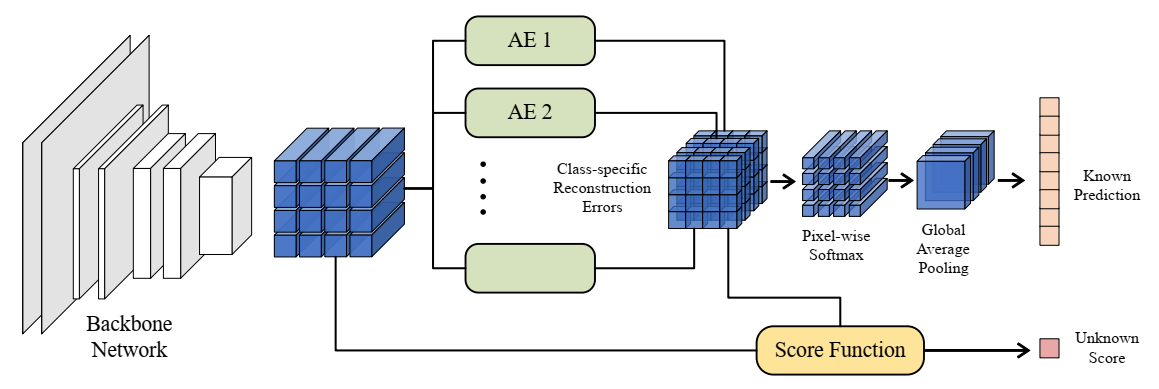 AE 1
AE 2
Class-specific
Reconstruction
Errors
Backbone
Network
Pixel-wise
Softmax
Global
Average
Pooling
Known
Prediction
Score Function
Unknown
Score